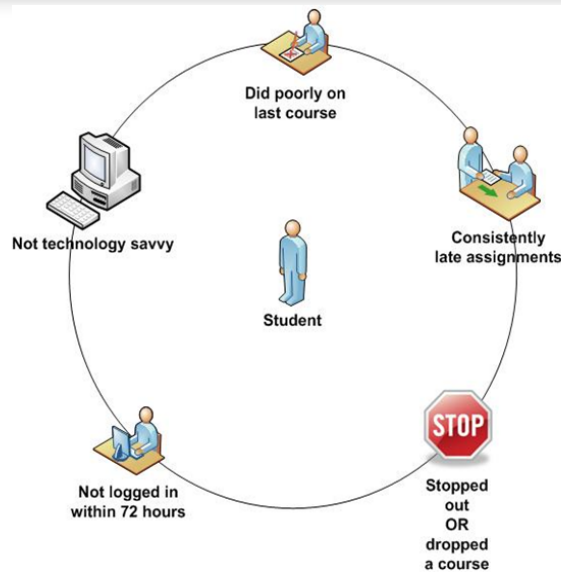 Did poorly on
last course
Not technology savvy
Consistently
late assignments
Student
STOP
Not logged in
within 72 hours
Stopped
out
OR
dropped
a course